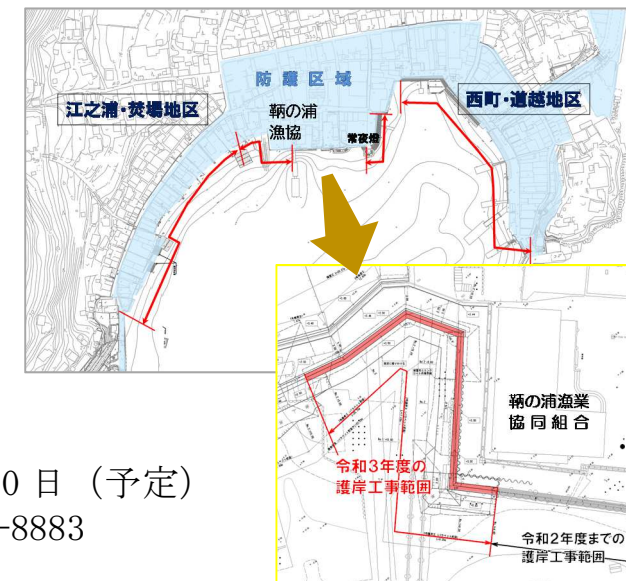 防護区域
江之浦・焚場地区
西町・道越地区
鞆の浦
漁協
常夜燈
鞆の浦漁業
協同組合
令和3年度の
護岸工事範囲
令和2年度までの
護岸工事範囲
0 日 (予定)
-8883